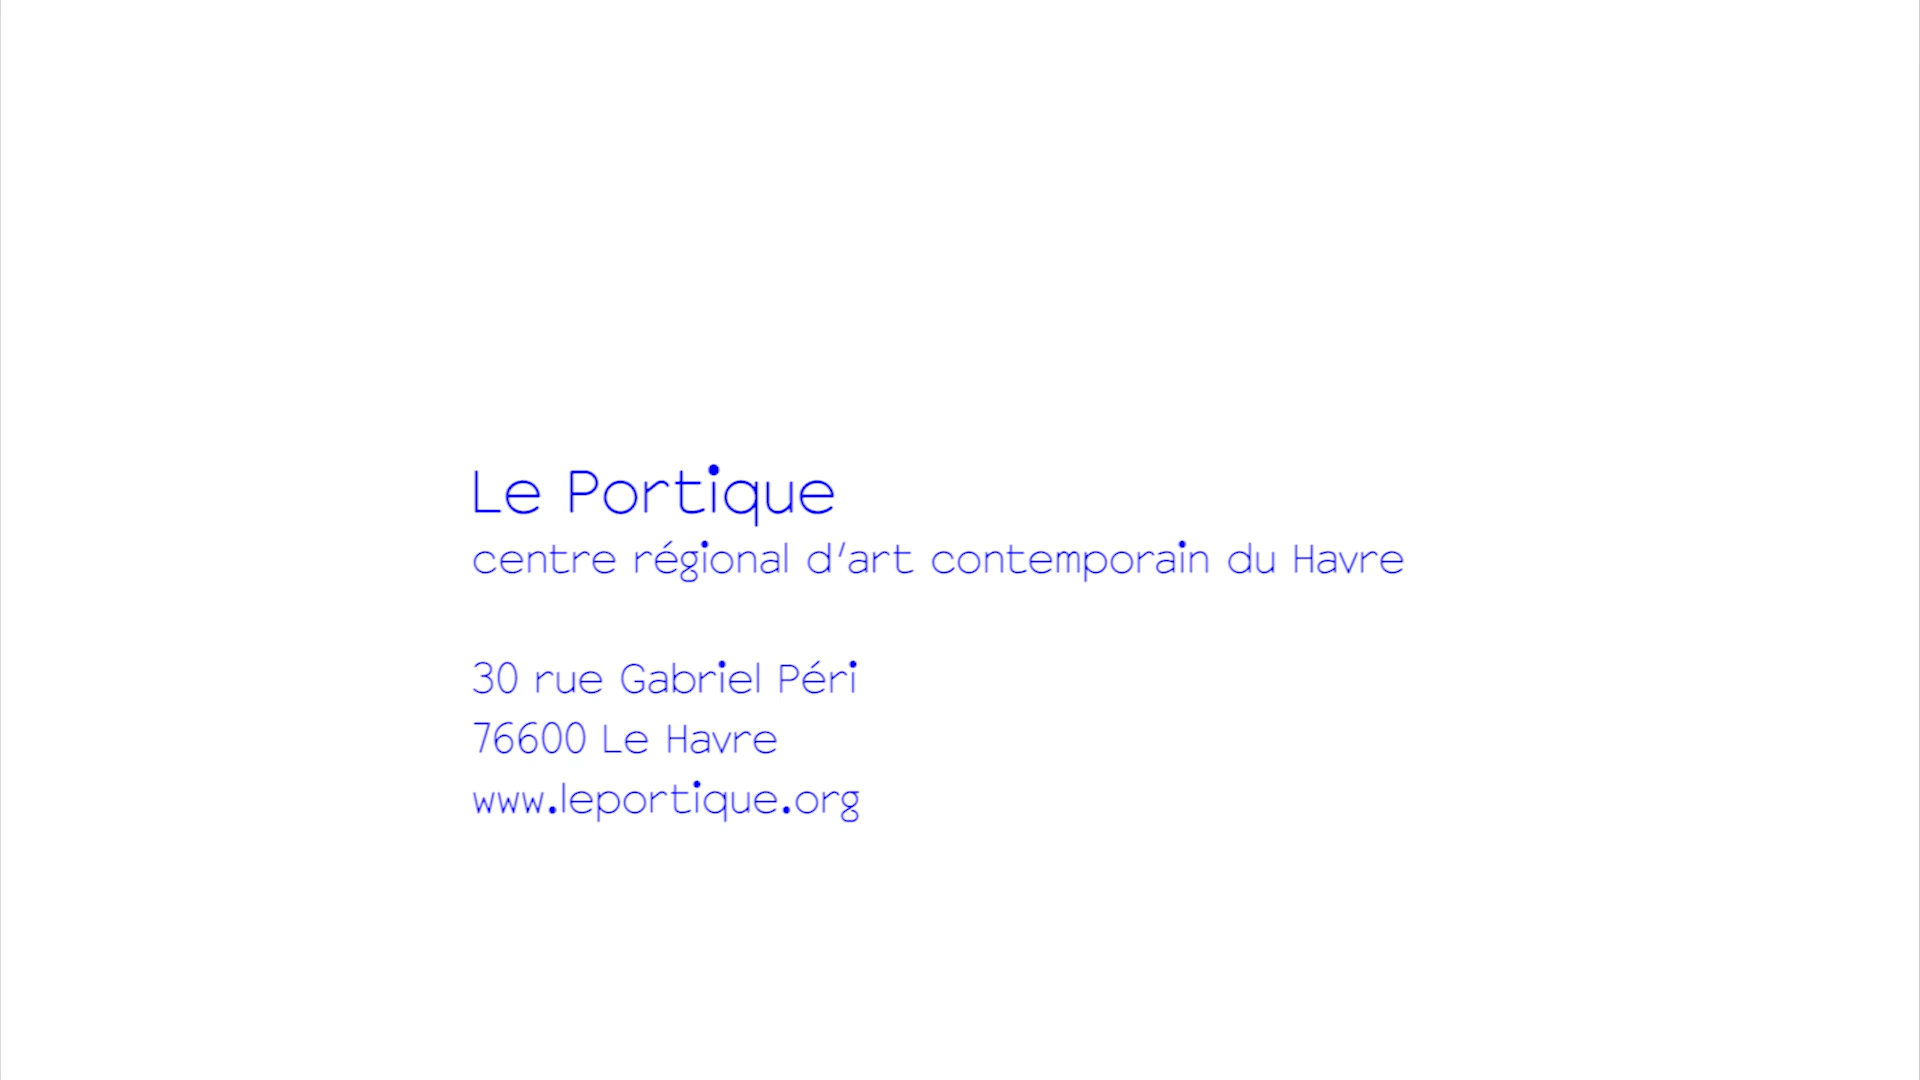 Le Portique
centre régional d'art contemporain du Havre
30 rue Gabriel Péri
76600 Le Havre
www.leportique.org